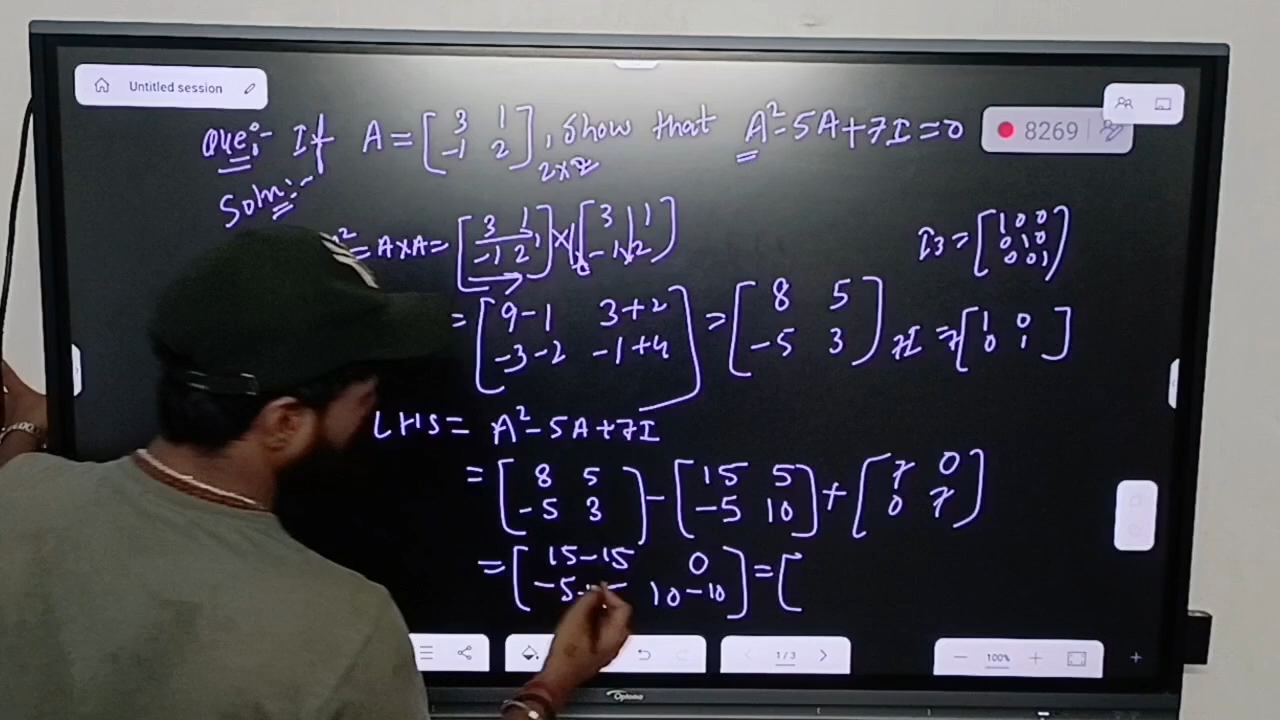 Untitled session
Que:- If A = [3 1 -1 2] 2×2, show that A² - 5A + 7I = 0
8269
Soln:-
² = A×A = [3 1 -1 2] × [3 1 -1 2]
I3 = [1 0 0 0 1 0 0 0 1]
= [9-1 3+2 -3-2 -1+4] = [8 5 -5 3] 7I = 7[1 0 0 1]
LHS = A² - 5A + 7I
= [8 5 -5 3] - [15 5 -5 10] + [7 0 0 7]
= [15-15 0 -5 10-10] = [
1/3
100%
Optoma